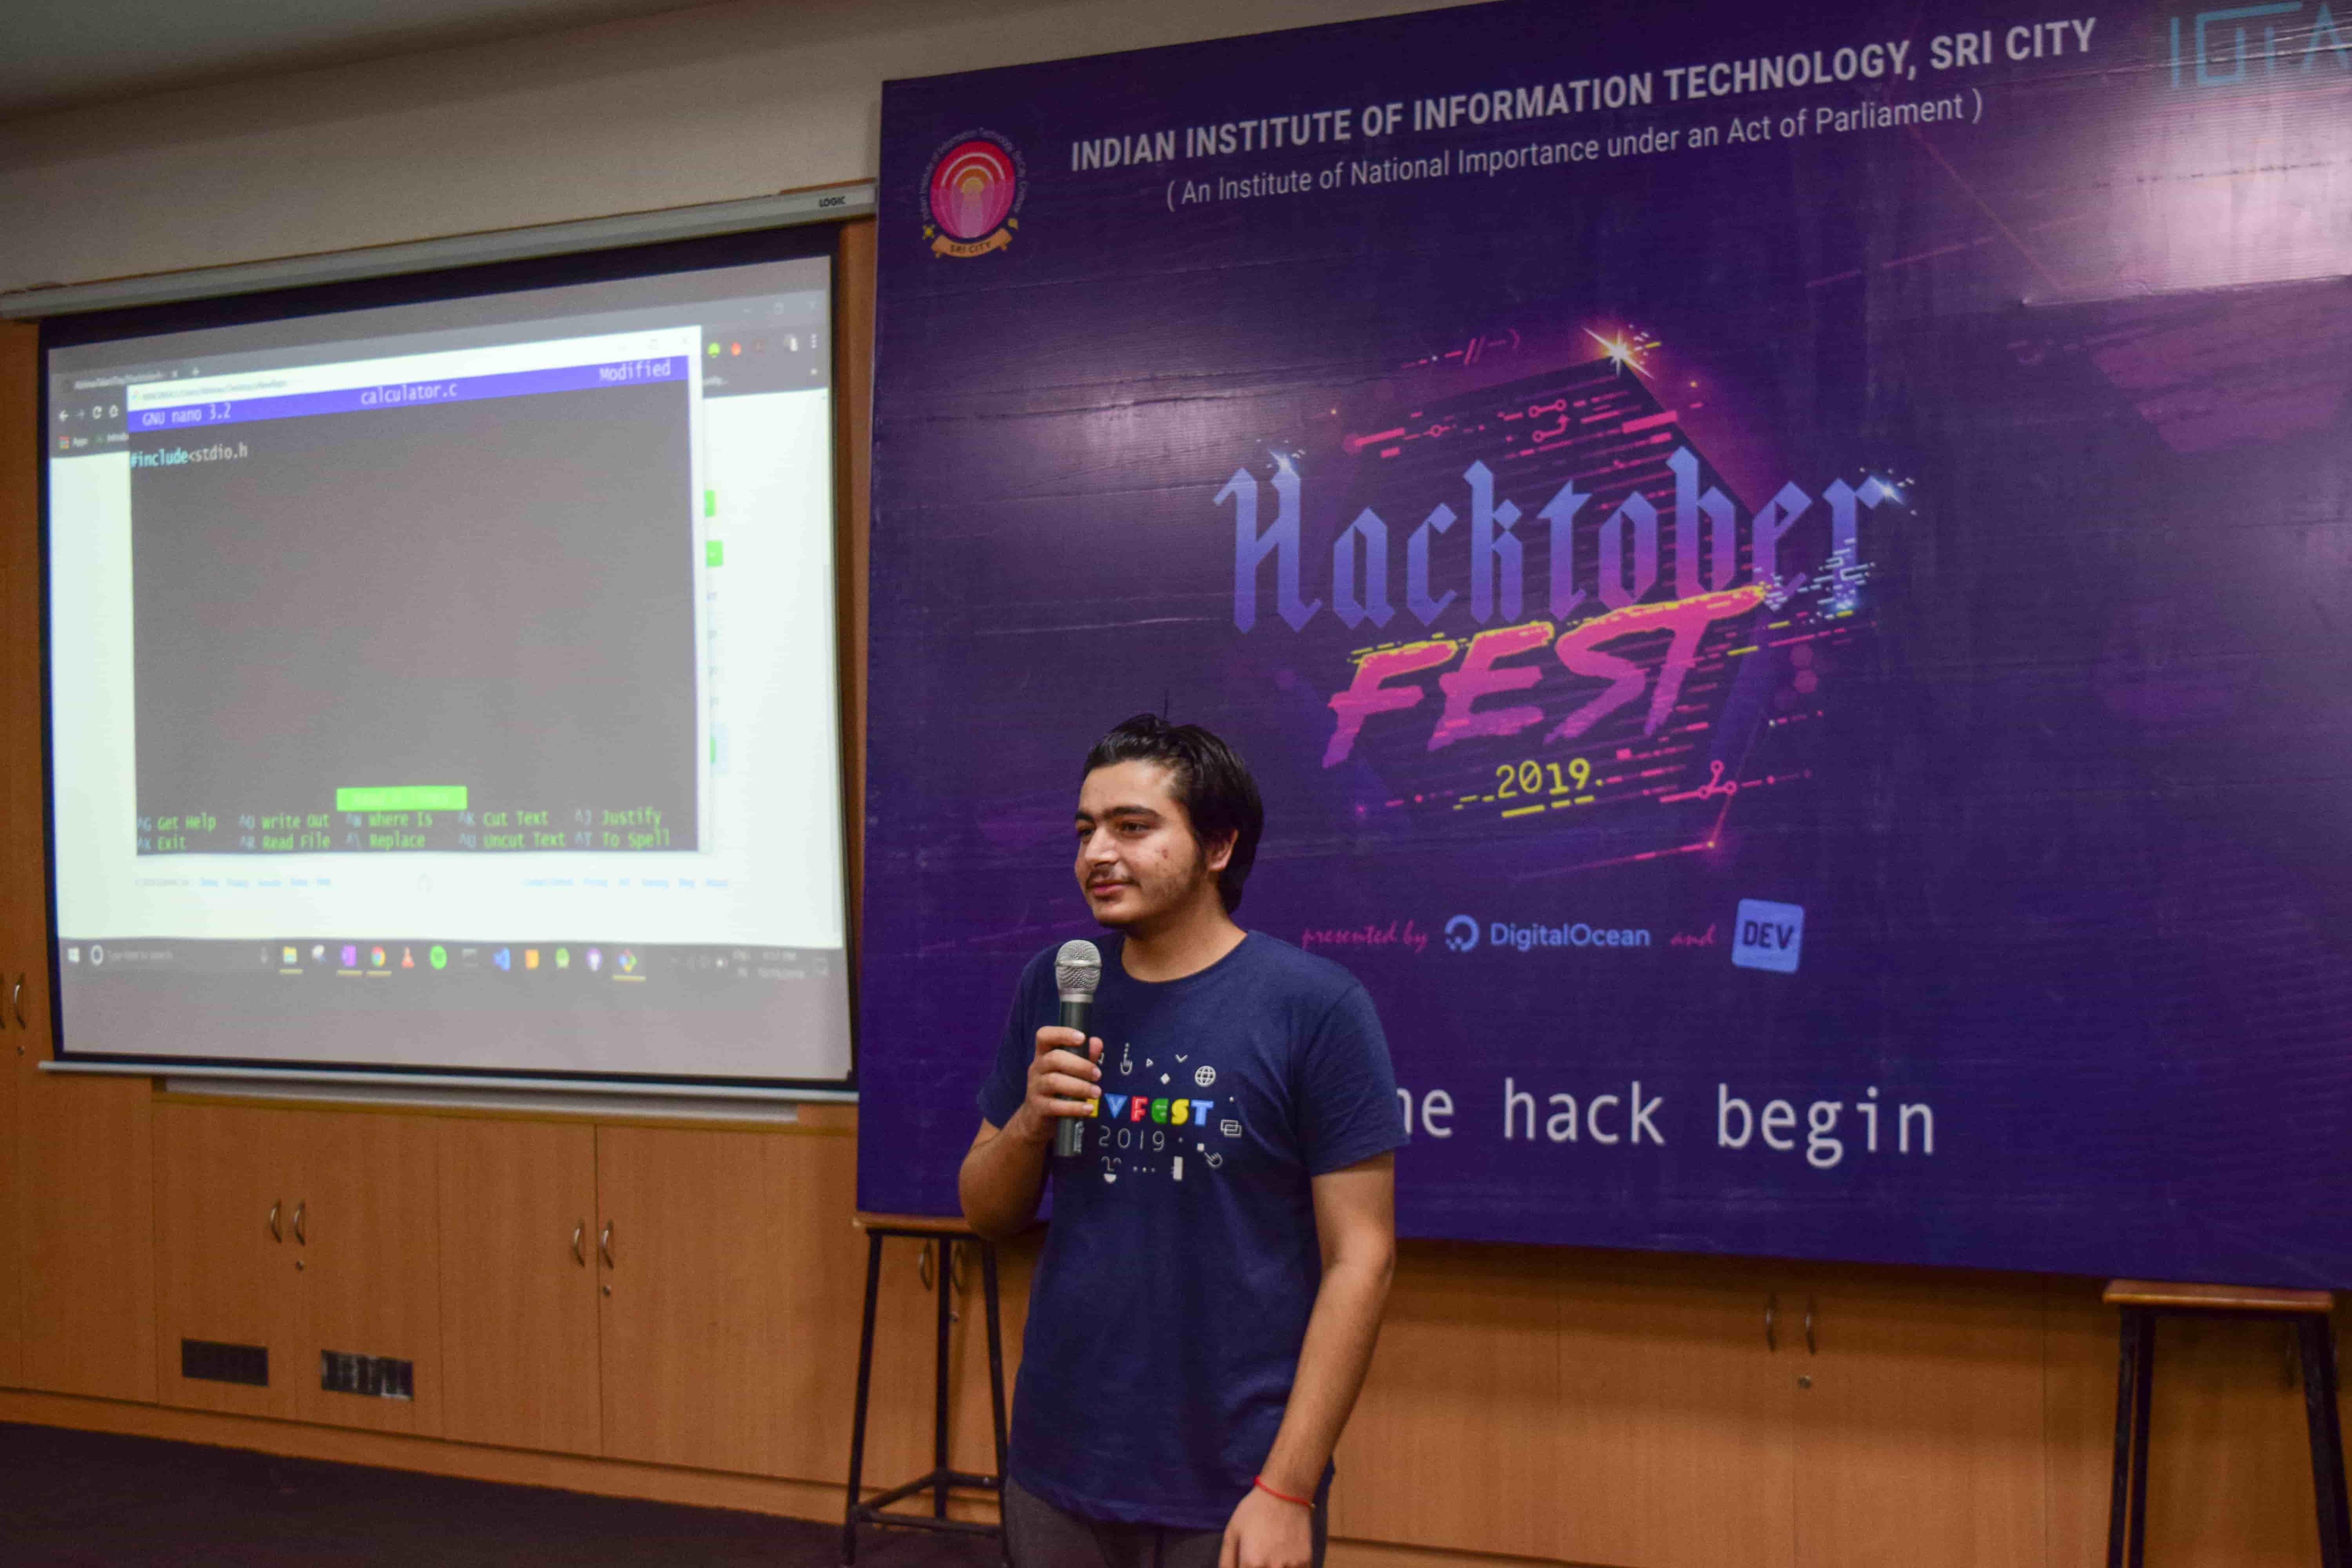 LOGIC
GNU nano 3.2 calculator.c Modified
#include<stdio.h
^G Get Help ^O Write Out ^W Where Is ^K Cut Text ^J Justify
^X Exit ^R Read File ^\ Replace ^U Uncut Text ^T To Spell
INDIAN INSTITUTE OF INFORMATION TECHNOLOGY, SRI CITY
( An Institute of National Importance under an Act of Parliament )
SRI CITY
Hacktober
FEST
2019
presented by DigitalOcean and DEV
he hack begin
VFEST
2019